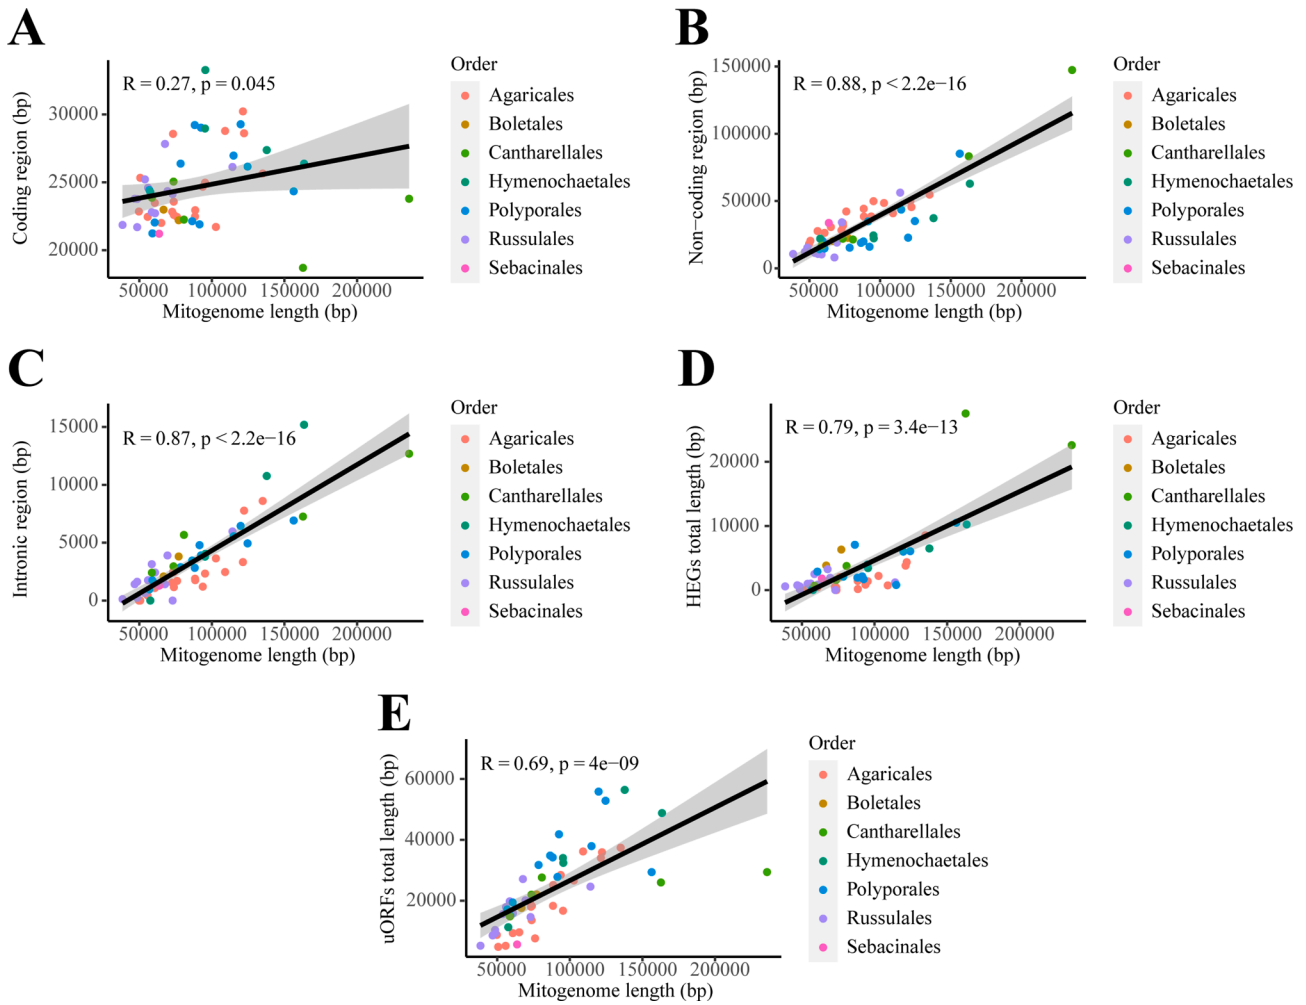 A
R = 0.27, p = 0.045
Coding region (bp)
30000
25000
20000
50000 100000 150000 200000
Mitogenome length (bp)
Order
Agaricales
Boletales
Cantharellales
Hymenochaetales
Polyporales
Russulales
Sebacinales
B
R = 0.88, p < 2.2e−16
Non−coding region (bp)
150000
100000
50000
0
50000 100000 150000 200000
Mitogenome length (bp)
Order
Agaricales
Boletales
Cantharellales
Hymenochaetales
Polyporales
Russulales
Sebacinales
C
R = 0.87, p < 2.2e−16
Intronic region (bp)
15000
10000
5000
0
50000 100000 150000 200000
Mitogenome length (bp)
Order
Agaricales
Boletales
Cantharellales
Hymenochaetales
Polyporales
Russulales
Sebacinales
D
R = 0.79, p = 3.4e−13
HEGs total length (bp)
20000
10000
0
50000 100000 150000 200000
Mitogenome length (bp)
Order
Agaricales
Boletales
Cantharellales
Hymenochaetales
Polyporales
Russulales
Sebacinales
E
R = 0.69, p = 4e−09
uORFs total length (bp)
60000
40000
20000
50000 100000 150000 200000
Mitogenome length (bp)
Order
Agaricales
Boletales
Cantharellales
Hymenochaetales
Polyporales
Russulales
Sebacinales